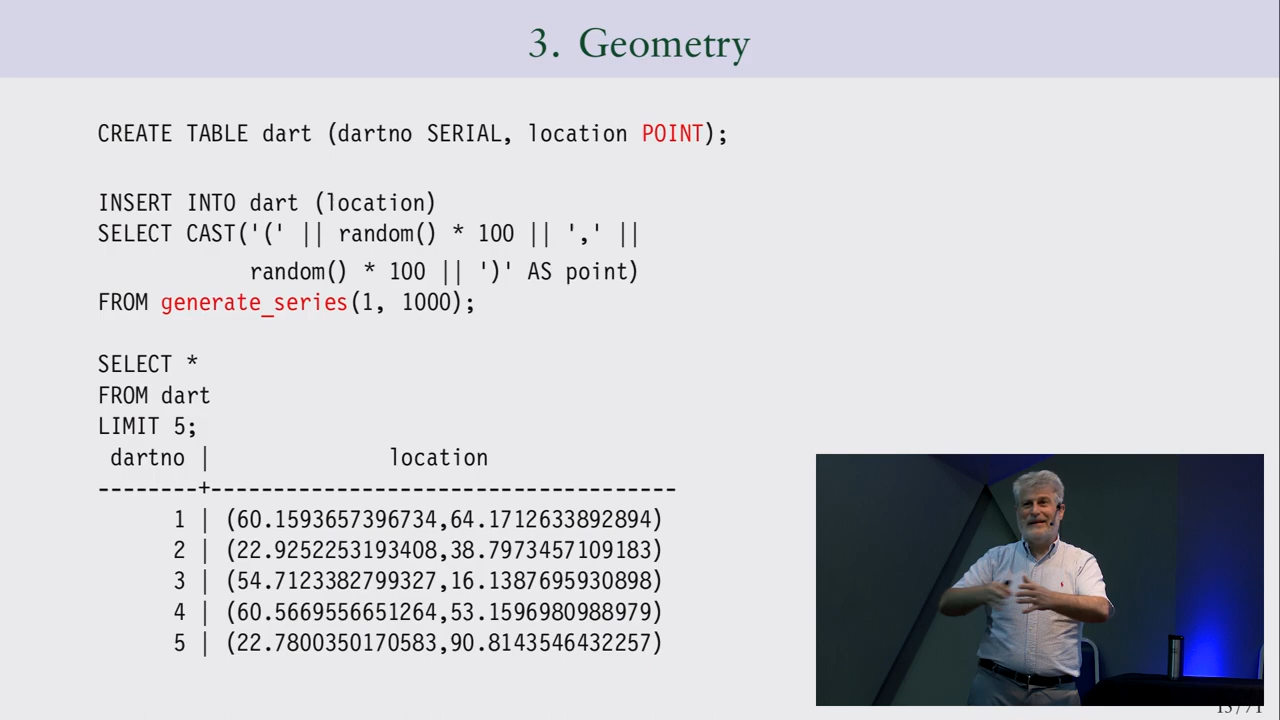 3. Geometry
CREATE TABLE dart (dartno SERIAL, location POINT);
INSERT INTO dart (location)
SELECT CAST('(' || random() * 100 || ',' ||
            random() * 100 || ')' AS point)
FROM generate_series(1, 1000);
SELECT *
FROM dart
LIMIT 5;
 dartno |              location
--------+-------------------------------------
      1 | (60.1593657396734,64.1712633892894)
      2 | (22.9252253193408,38.7973457109183)
      3 | (54.7123382799327,16.1387695930898)
      4 | (60.5669556651264,53.1596980988979)
      5 | (22.7800350170583,90.8143546432257)